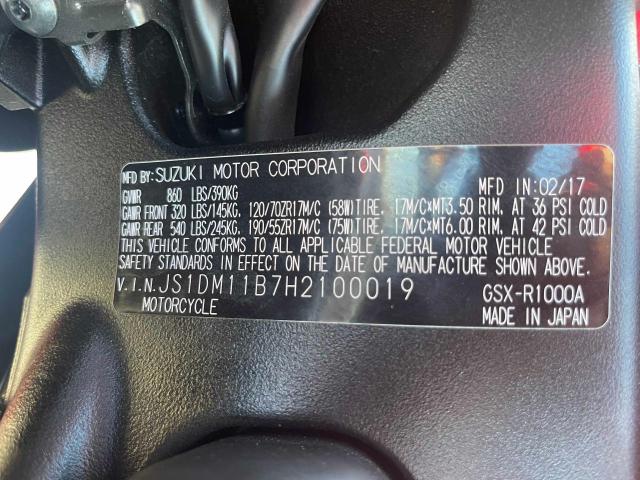 MFD BY:SUZUKI MOTOR CORPORATION MFD IN:02/17
GVWR 860 LBS/390KG
GAWR FRONT 320 LBS/145KG, 120/70ZR17M/C (58W)TIRE, 17M/C×MT3.50 RIM, AT 36 PSI COLD
GAWR REAR 540 LBS/245KG, 190/55ZR17M/C (75W)TIRE, 17M/C×MT6.00 RIM, AT 42 PSI COLD
THIS VEHICLE CONFORMS TO ALL APPLICABLE FEDERAL MOTOR VEHICLE
SAFETY STANDARDS IN EFFECT ON THE DATE OF MANUFACTURE SHOWN ABOVE.
V.I.N.JS1DM11B7H2100019 GSX-R1000A
MOTORCYCLE MADE IN JAPAN